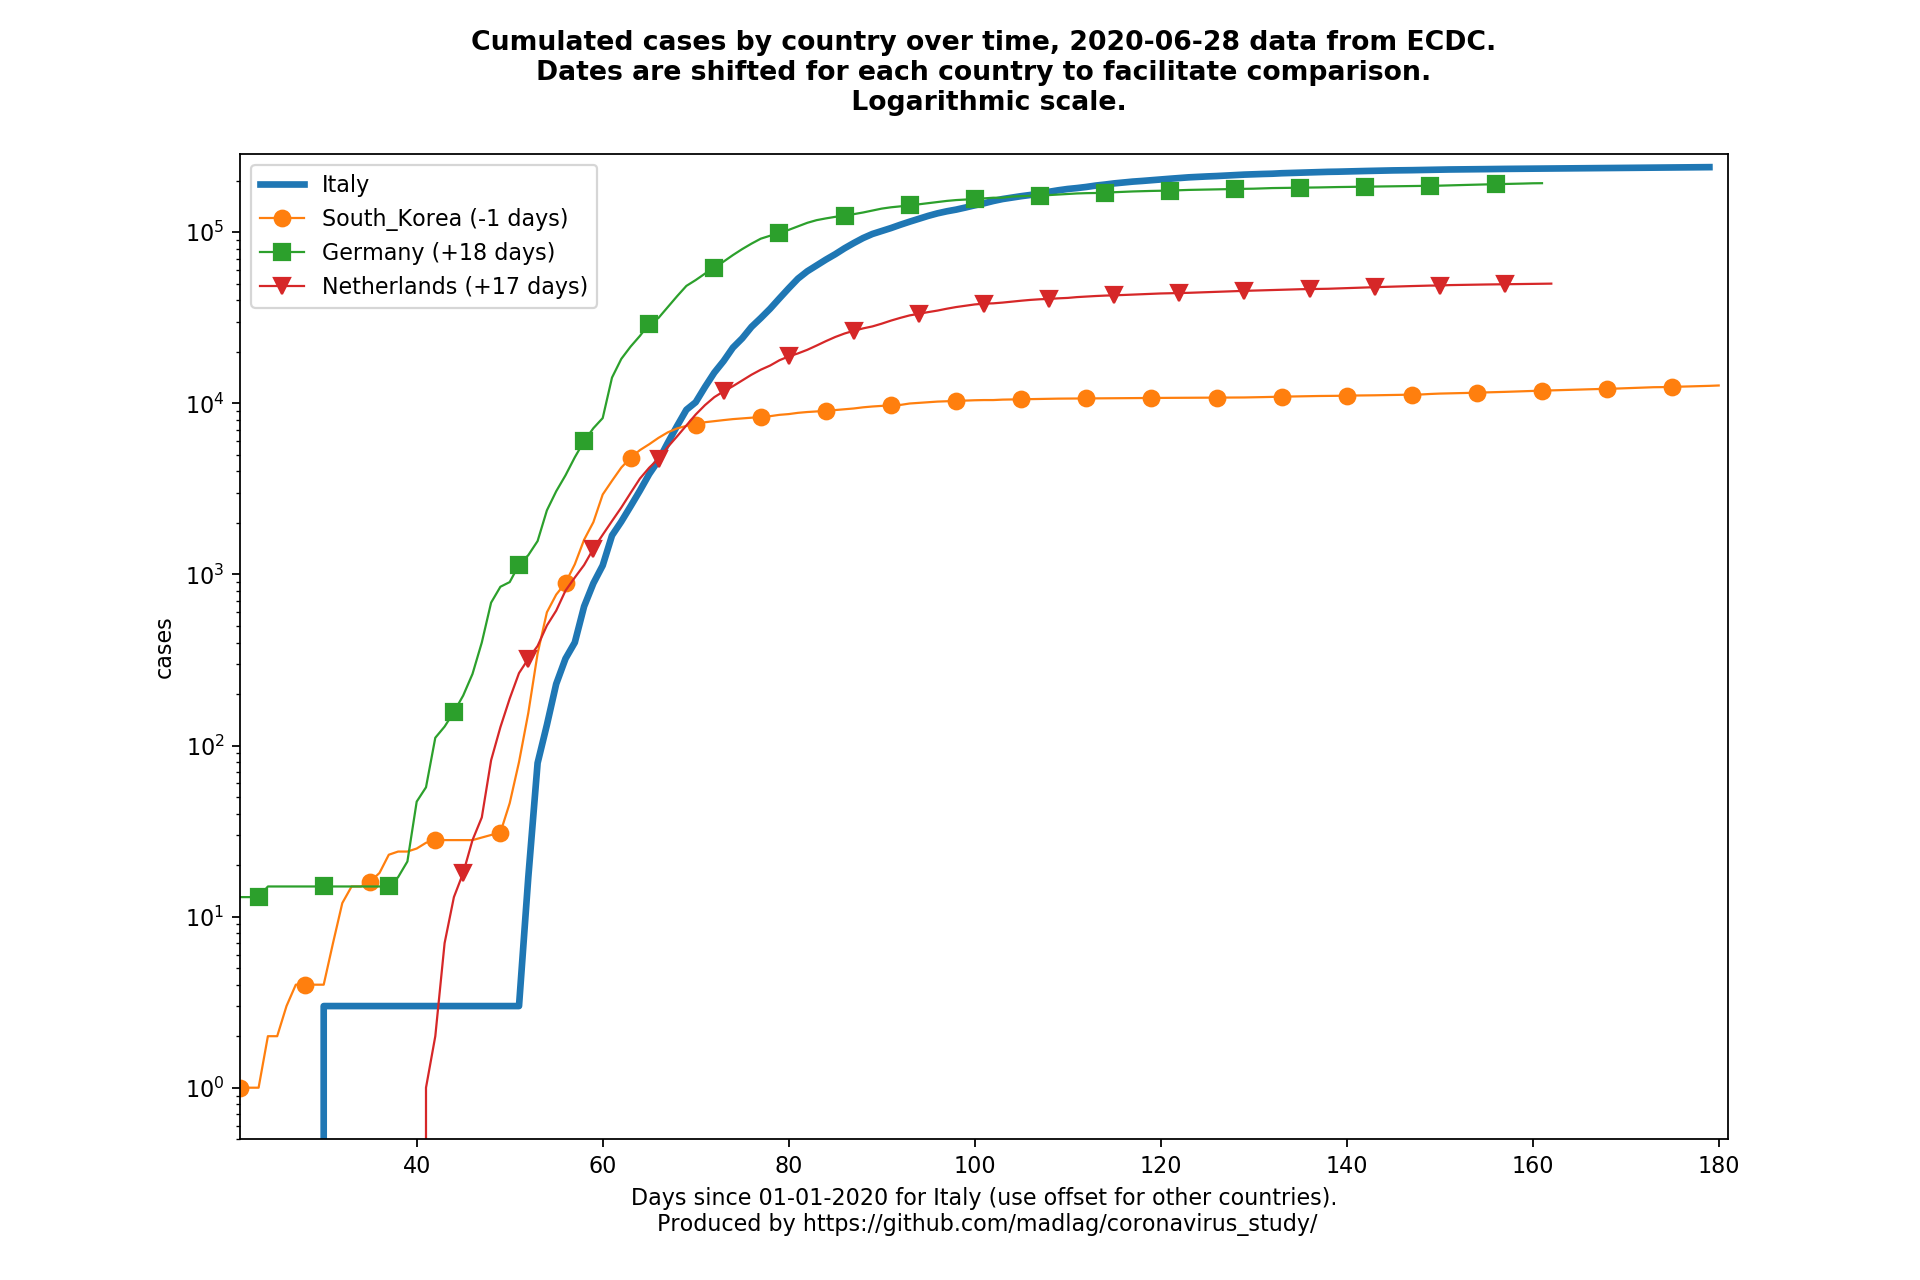 Cumulated cases by country over time, 2020-06-28 data from ECDC.
Dates are shifted for each country to facilitate comparison.
Logarithmic scale.
Italy
South_Korea (-1 days)
Germany (+18 days)
Netherlands (+17 days)
10^5
10^4
10^3
10^2
10^1
10^0
cases
40 60 80 100 120 140 160 180
Days since 01-01-2020 for Italy (use offset for other countries).
Produced by https://github.com/madlag/coronavirus_study/